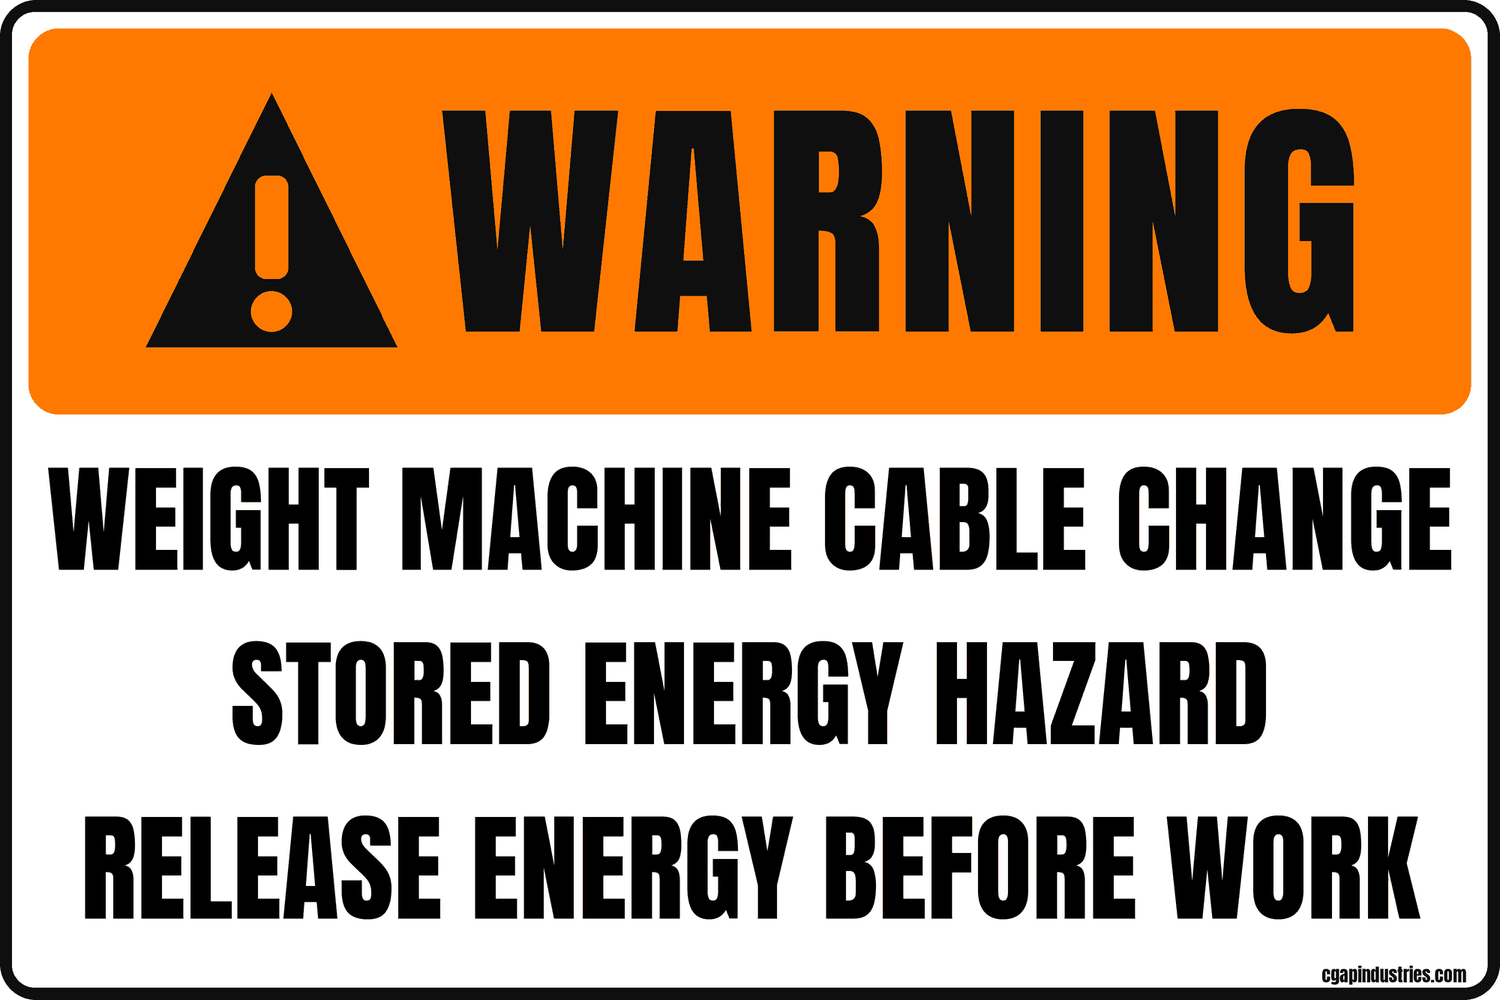 WARNING
WEIGHT MACHINE CABLE CHANGE
STORED ENERGY HAZARD
RELEASE ENERGY BEFORE WORK
cgapindustries.com